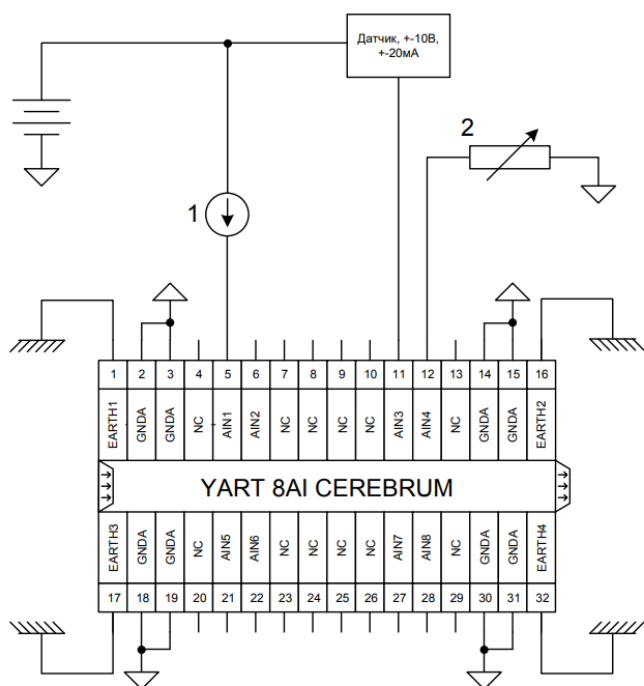 Датчик, +-10В,
+-20мА
2
1
1 2 3 4 5 6 7 8 9 10 11 12 13 14 15 16
EARTH1 GNDA GNDA NC AIN1 AIN2 NC NC NC NC AIN3 AIN4 NC GNDA GNDA EARTH2
YART 8AI CEREBRUM
EARTH3 GNDA GNDA NC AIN5 AIN6 NC NC NC NC AIN7 AIN8 NC GNDA GNDA EARTH4
17 18 19 20 21 22 23 24 25 26 27 28 29 30 31 32